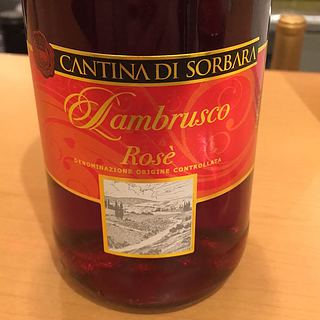 CANTINA DI SORBARA
Lambrusco
Rosè
DENOMINAZIONE ORIGINE CONTROLLATA